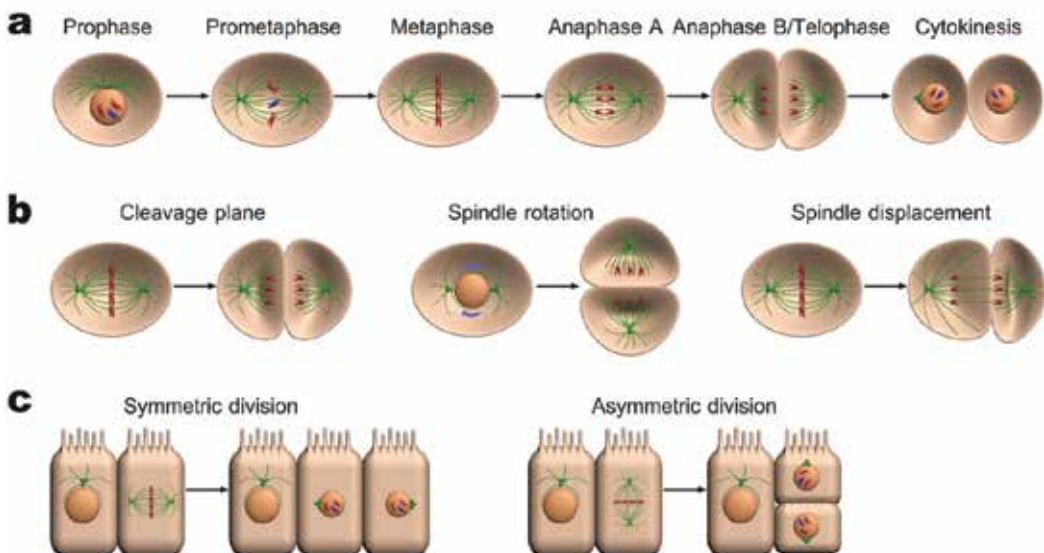 a
Prophase Prometaphase Metaphase Anaphase A Anaphase B/Telophase Cytokinesis
b
Cleavage plane Spindle rotation Spindle displacement
c
Symmetric division Asymmetric division